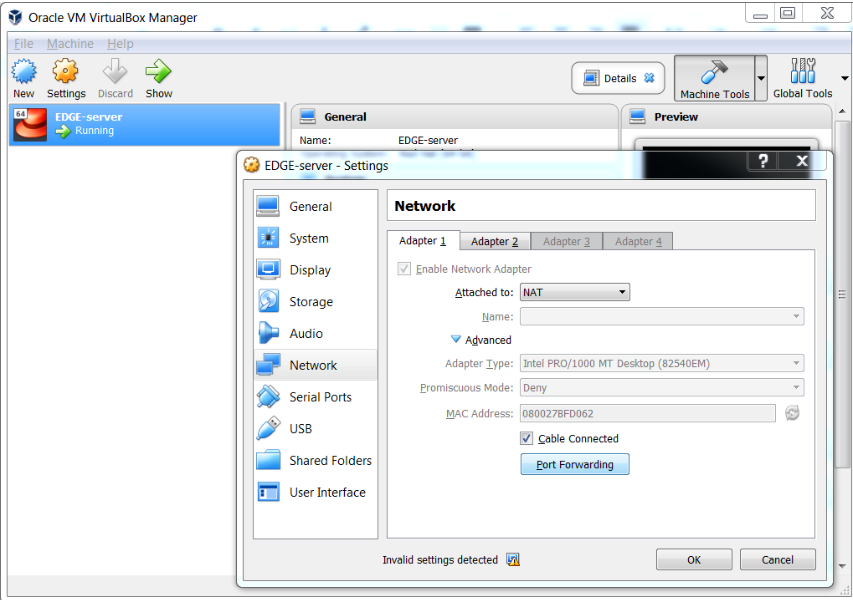 Oracle VM VirtualBox Manager
File Machine Help
New Settings Discard Show
Details
Machine Tools
Global Tools
64
EDGE-server
Running
General
Name: EDGE-server
Preview
EDGE-server - Settings
?
General
System
Display
Storage
Audio
Network
Serial Ports
USB
Shared Folders
User Interface
Network
Adapter 1 Adapter 2 Adapter 3 Adapter 4
Enable Network Adapter
Attached to: NAT
Name:
Advanced
Adapter Type: Intel PRO/1000 MT Desktop (82540EM)
Promiscuous Mode: Deny
MAC Address: 080027BFD062
Cable Connected
Port Forwarding
Invalid settings detected
OK Cancel